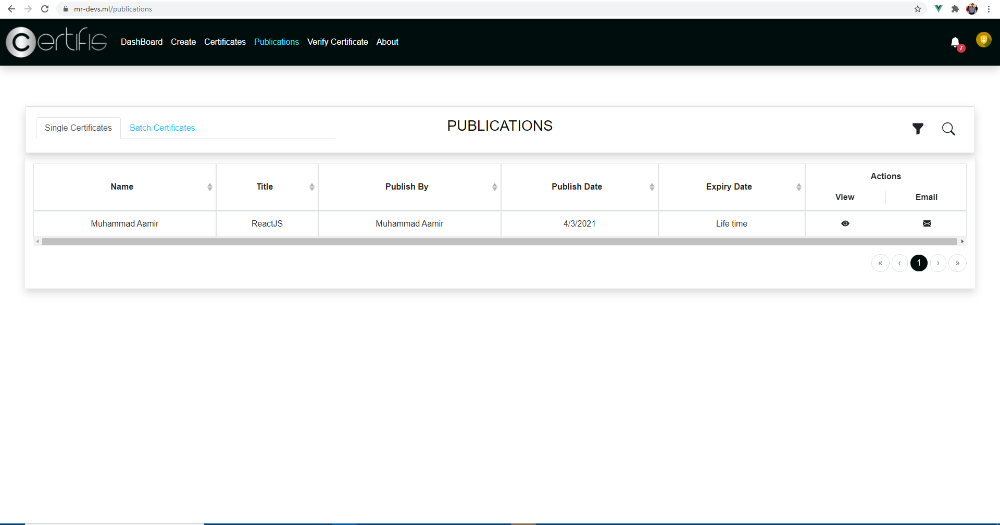 mr-devs.ml/publications
certifis DashBoard Create Certificates Publications Verify Certificate About 7
Single Certificates Batch Certificates PUBLICATIONS
Name Title Publish By Publish Date Expiry Date Actions
View Email
Muhammad Aamir ReactJS Muhammad Aamir 4/3/2021 Life time
« ‹ 1 › »